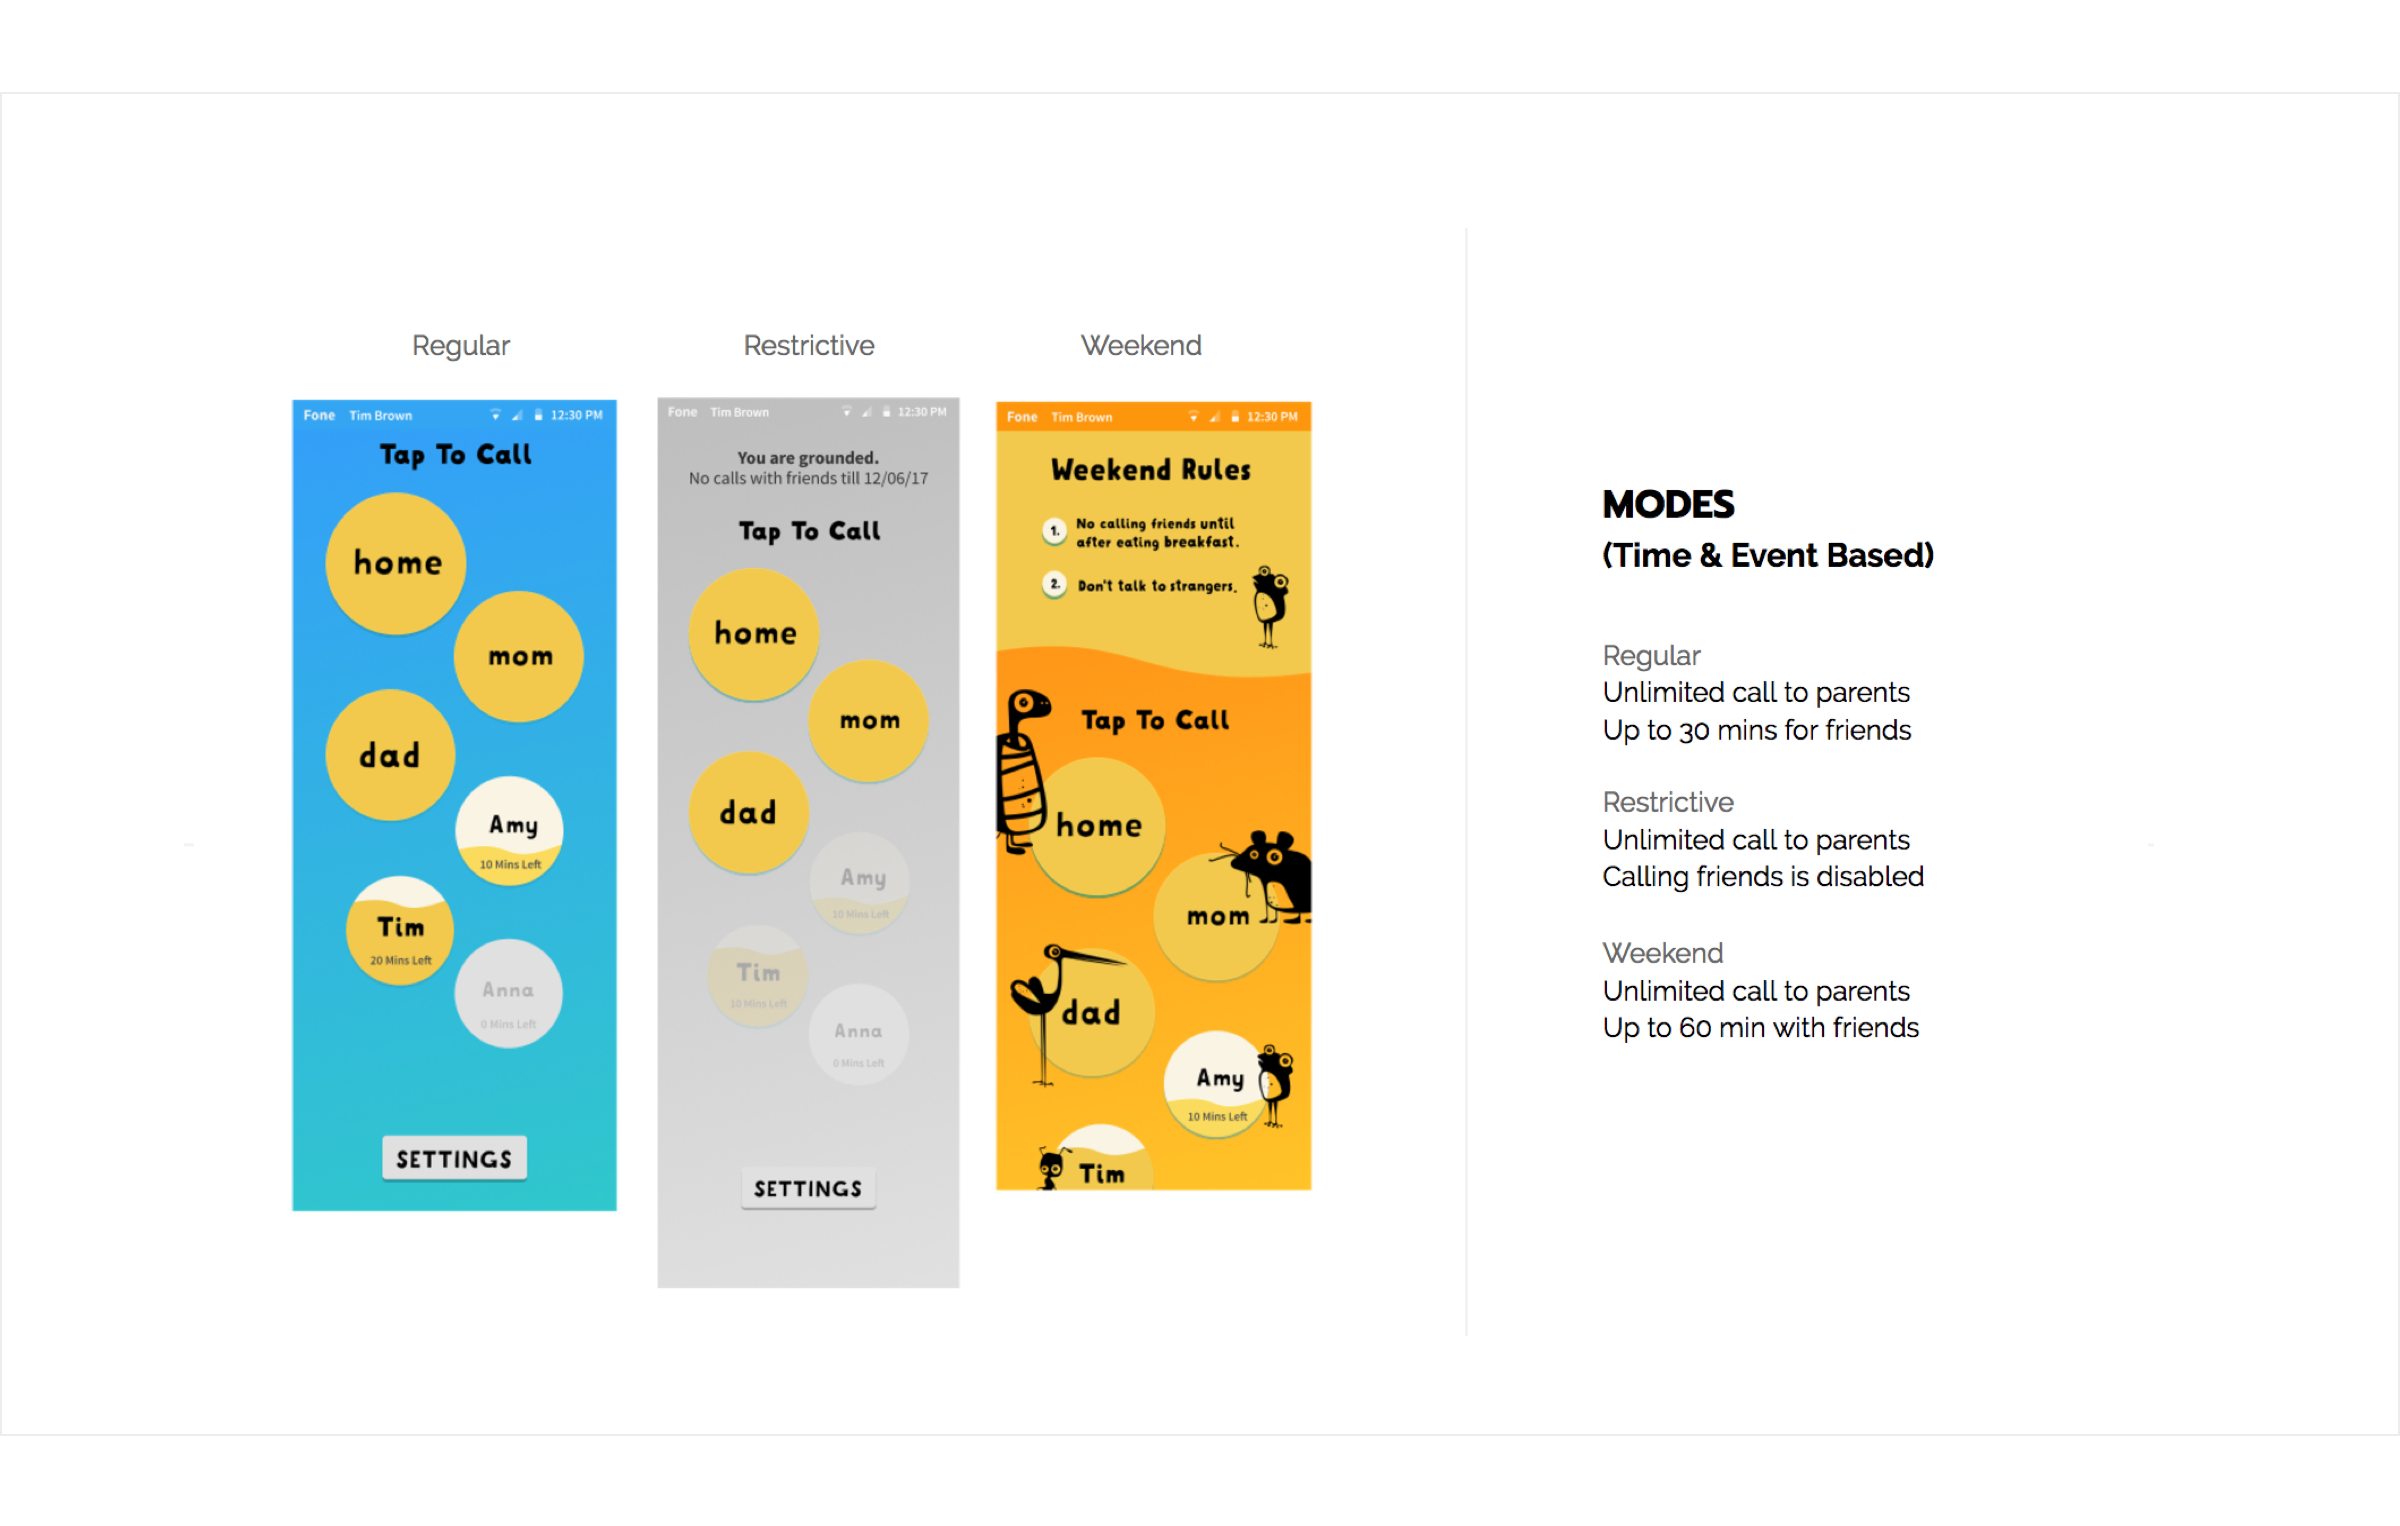 Regular
Fone Tim Brown 12:30 PM
Tap To Call
home
mom
dad
Amy
10 Mins Left
Tim
20 Mins Left
Anna
0 Mins Left
SETTINGS
Restrictive
Fone Tim Brown 12:30 PM
You are grounded.
No calls with friends till 12/06/17
Tap To Call
home
mom
dad
Amy
10 Mins Left
Tim
10 Mins Left
Anna
0 Mins Left
SETTINGS
Weekend
Fone Tim Brown 12:30 PM
Weekend Rules
1. No calling friends until
after eating breakfast.
2. Don't talk to strangers.
Tap To Call
home
mom
dad
Amy
10 Mins Left
Tim
MODES
(Time & Event Based)
Regular
Unlimited call to parents
Up to 30 mins for friends
Restrictive
Unlimited call to parents
Calling friends is disabled
Weekend
Unlimited call to parents
Up to 60 min with friends